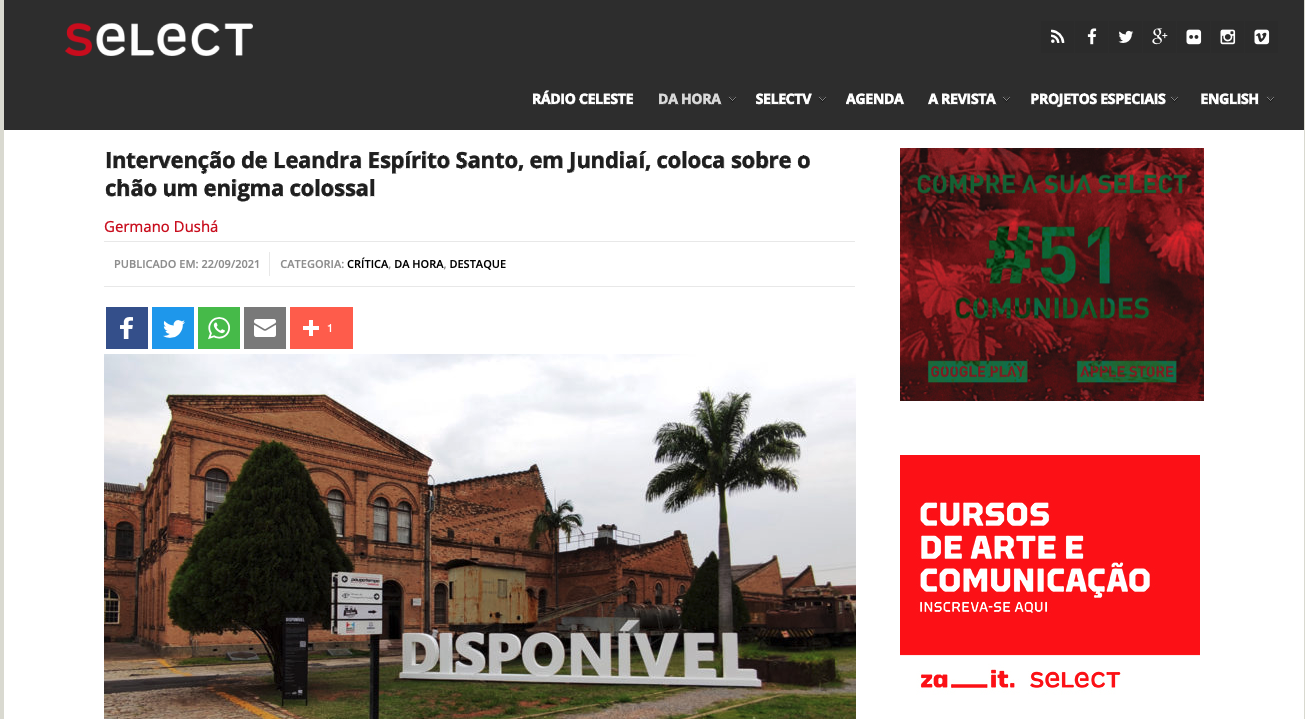 SeLeCT
RÁDIO CELESTE DA HORA SELECTV AGENDA A REVISTA PROJETOS ESPECIAIS ENGLISH
Intervenção de Leandra Espírito Santo, em Jundiaí, coloca sobre o
chão um enigma colossal
Germano Dushá
PUBLICADO EM: 22/09/2021 CATEGORIA: CRÍTICA, DA HORA, DESTAQUE
1
poupatempo
DISPONÍVEL
DISPONÍVEL
COMPRE A SUA SELECT
#51
COMUNIDADES
GOOGLE PLAY APPLE STORE
CURSOS
DE ARTE E
COMUNICAÇÃO
INSCREVA-SE AQUI
za__it. SeLeCT